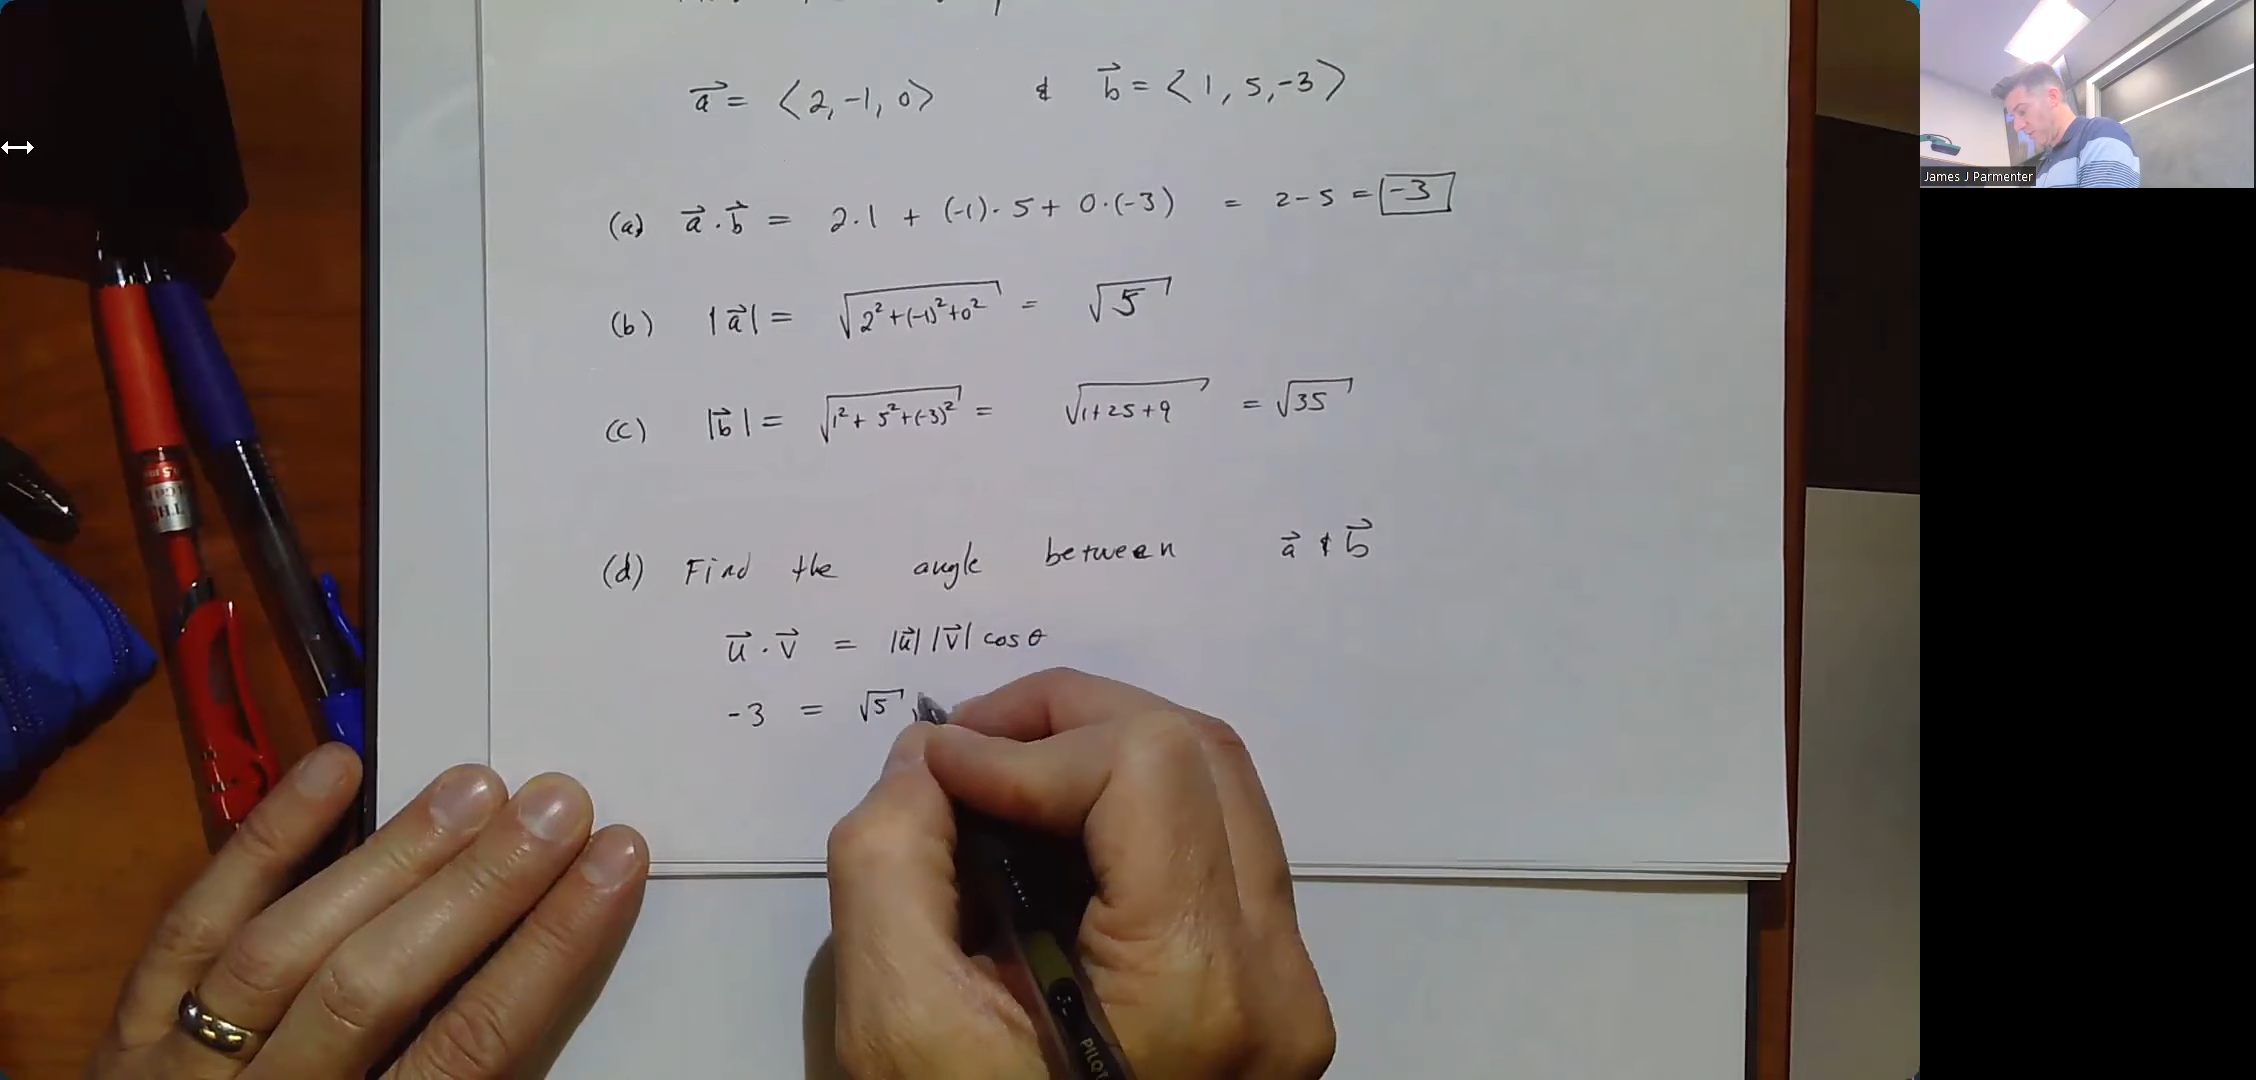 a⃗ = ⟨2, -1, 0⟩ & b⃗ = ⟨1, 5, -3⟩
(a) a⃗ · b⃗ = 2·1 + (-1)·5 + 0·(-3) = 2-5 = -3
(b) |a⃗| = √(2²+(-1)²+0²) = √5
(c) |b⃗| = √(1²+5²+(-3)²) = √(1+25+9) = √35
(d) Find the angle between a⃗ & b⃗
u⃗ · v⃗ = |u⃗| |v⃗| cos θ
-3 = √5
James J Parmenter
PILOT